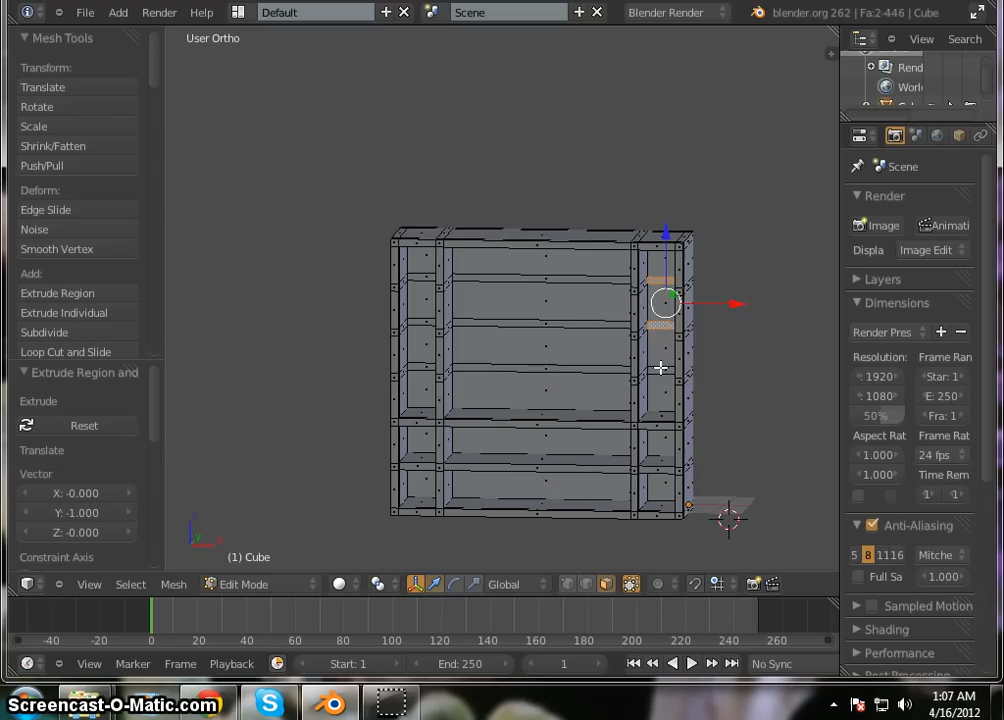 File Add Render Help Default Scene Blender Render blender.org 262 | Fa:2-446 | Cube
Mesh Tools
Transform:
Translate
Rotate
Scale
Shrink/Fatten
Push/Pull
Deform:
Edge Slide
Noise
Smooth Vertex
Add:
Extrude Region
Extrude Individual
Subdivide
Loop Cut and Slide
Extrude Region and
Extrude
Reset
Translate
Vector
X: -0.000
Y: -1.000
Z: -0.000
Constraint Axis
User Ortho
(1) Cube
View Select Mesh Edit Mode Global
-40 -20 0 20 40 60 80 100 120 140 160 180 200 220 240 260
View Marker Frame Playback Start: 1 End: 250 1 No Sync
View Search
Rend
Worl
Scene
Render
Image Animati
Displa Image Edit
Layers
Dimensions
Render Pres
Resolution: Frame Ran
1920 Star: 1
1080 E: 250
50% Fra: 1
Aspect Rat Frame Rat
1.000 24 fps
1.000 Time Rem
1 1
Anti-Aliasing
5 8 11 16 Mitche
Full Sa 1.000
Sampled Motion
Shading
Performance
Screencast-O-Matic.com
1:07 AM
4/16/2012